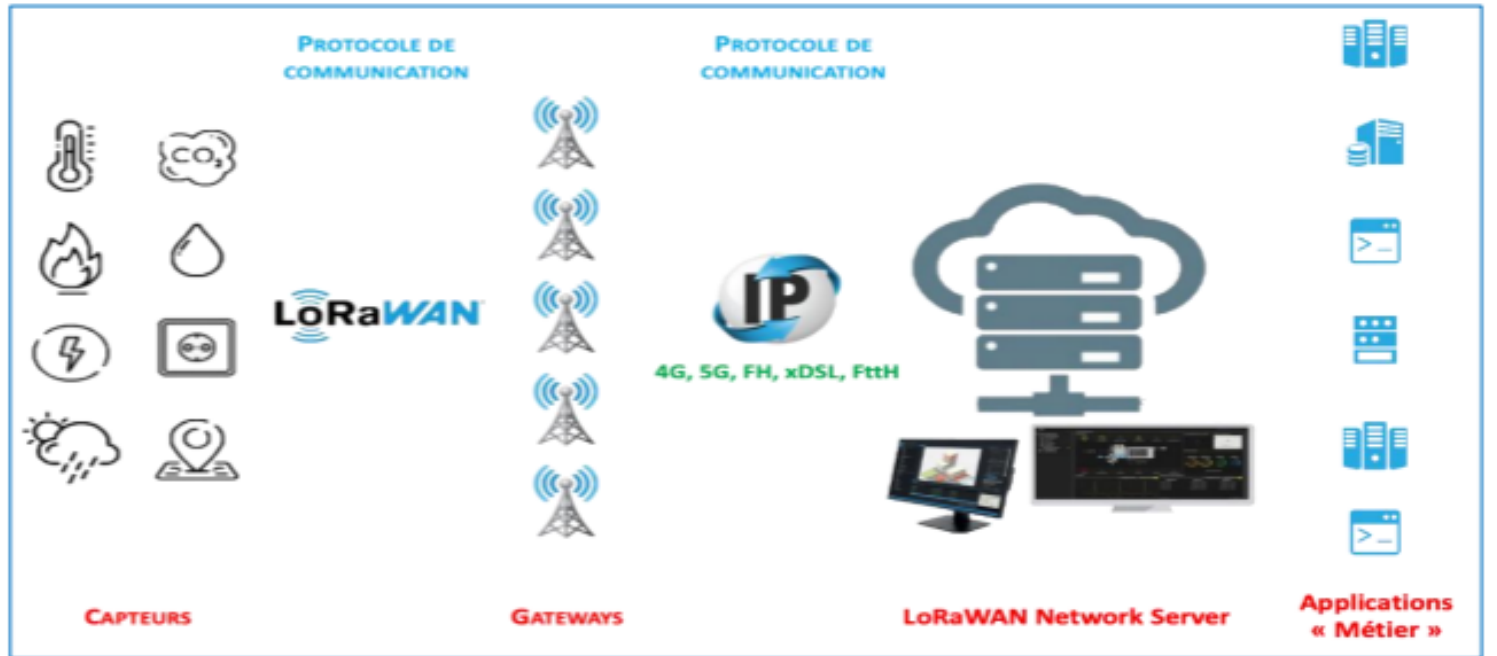 PROTOCOLE DE
COMMUNICATION
PROTOCOLE DE
COMMUNICATION
CO₂
LoRaWAN
IP
4G, 5G, FH, xDSL, FttH
>_
>_
CAPTEURS
GATEWAYS
LoRaWAN Network Server
Applications
« Métier »